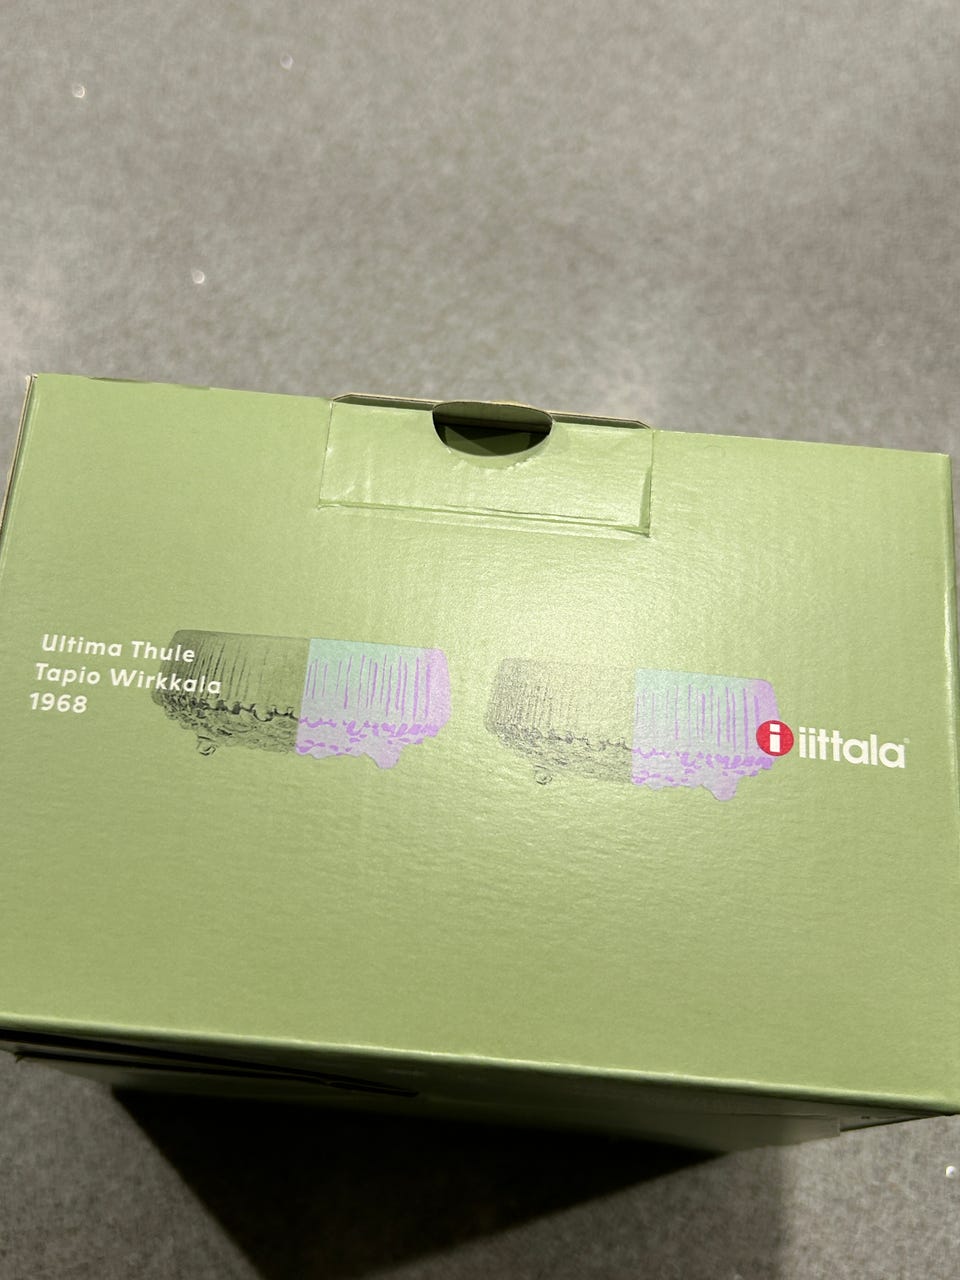 Ultima Thule
Tapio Wirkkala
1968
i iittala®